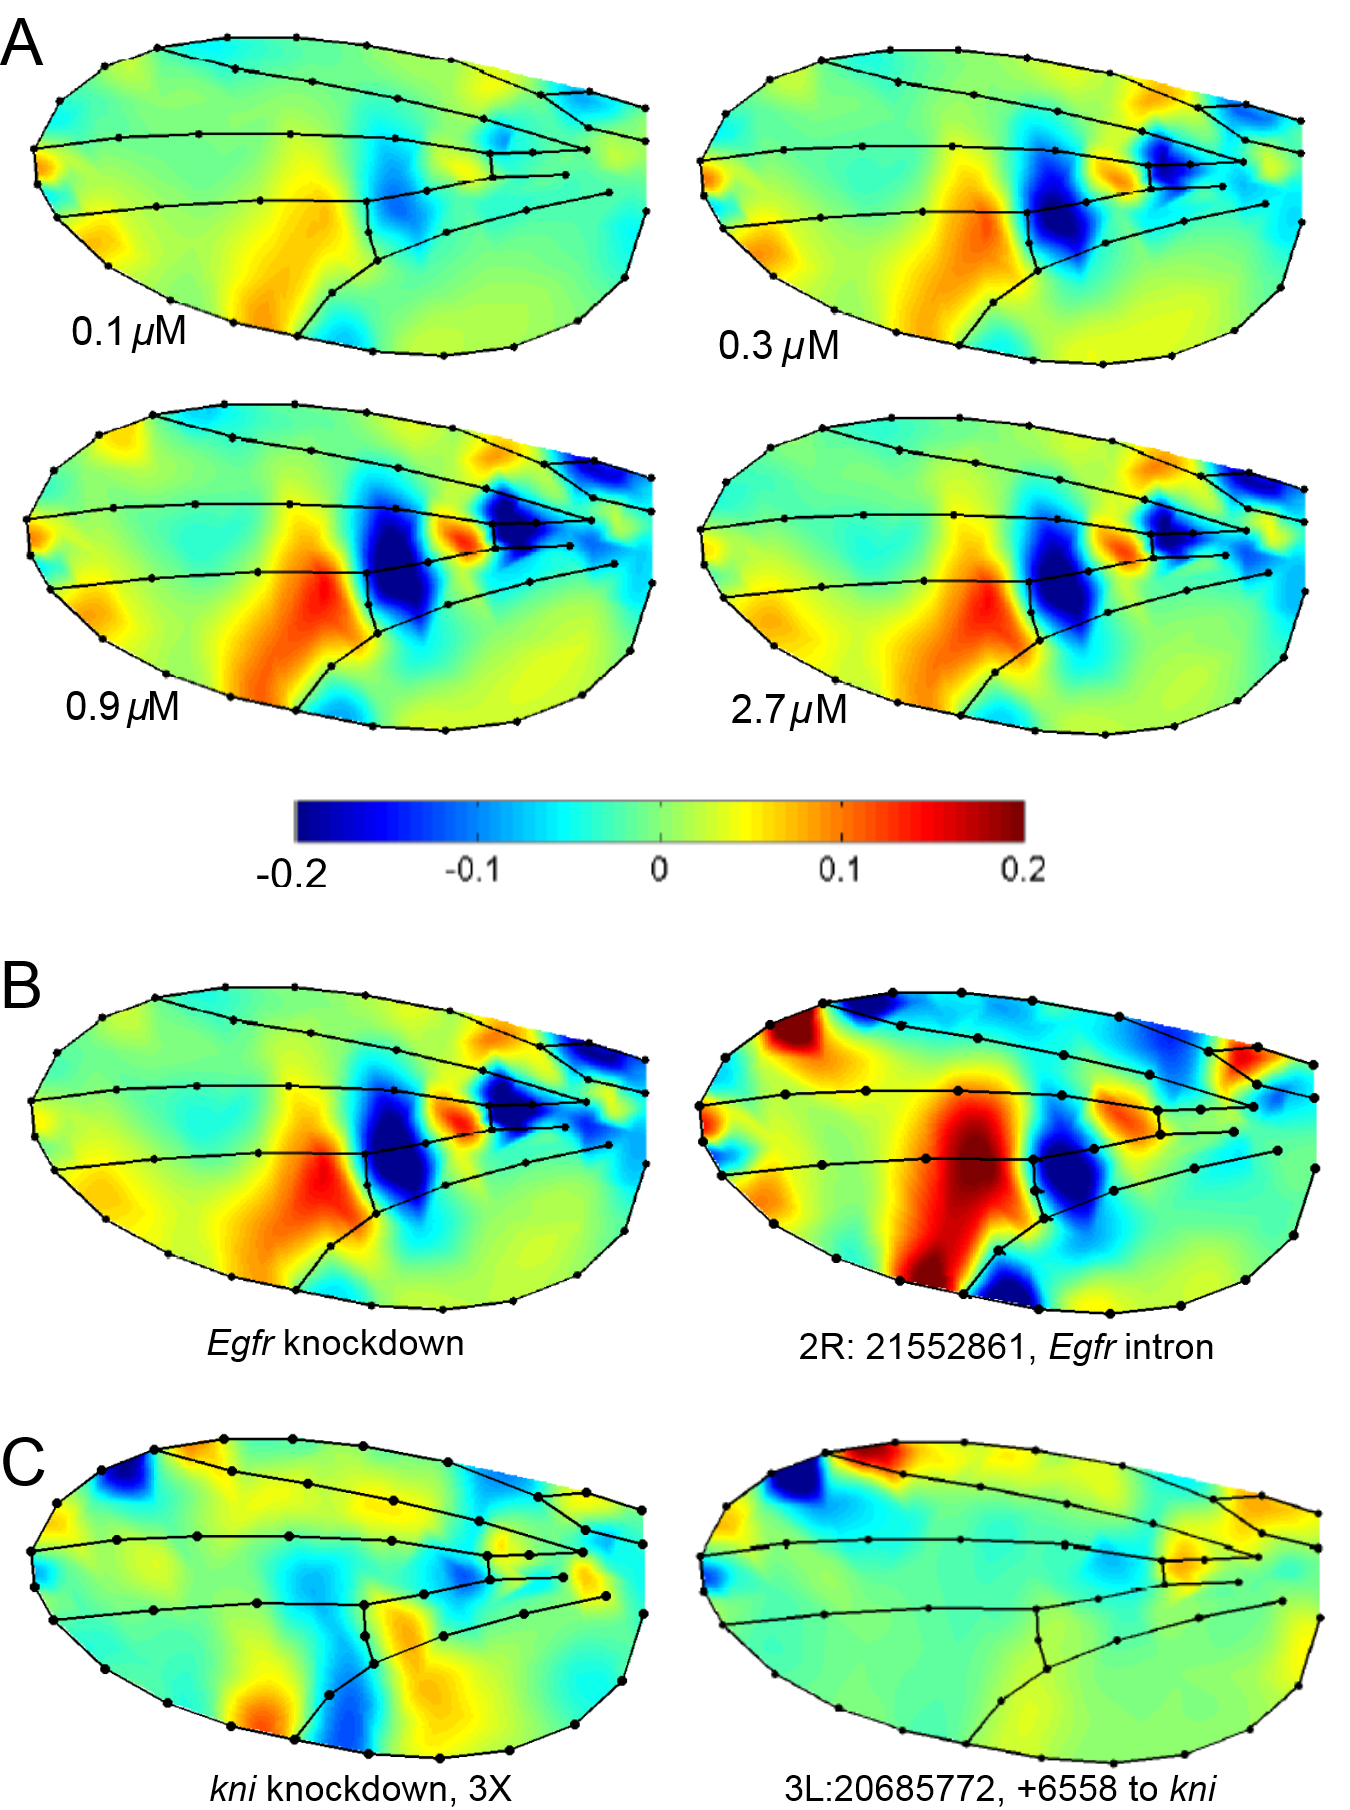 A
0.1 µM
0.3 µM
0.9 µM
2.7 µM
-0.2 -0.1 0 0.1 0.2
B
Egfr knockdown
2R: 21552861, Egfr intron
C
kni knockdown, 3X
3L:20685772, +6558 to kni